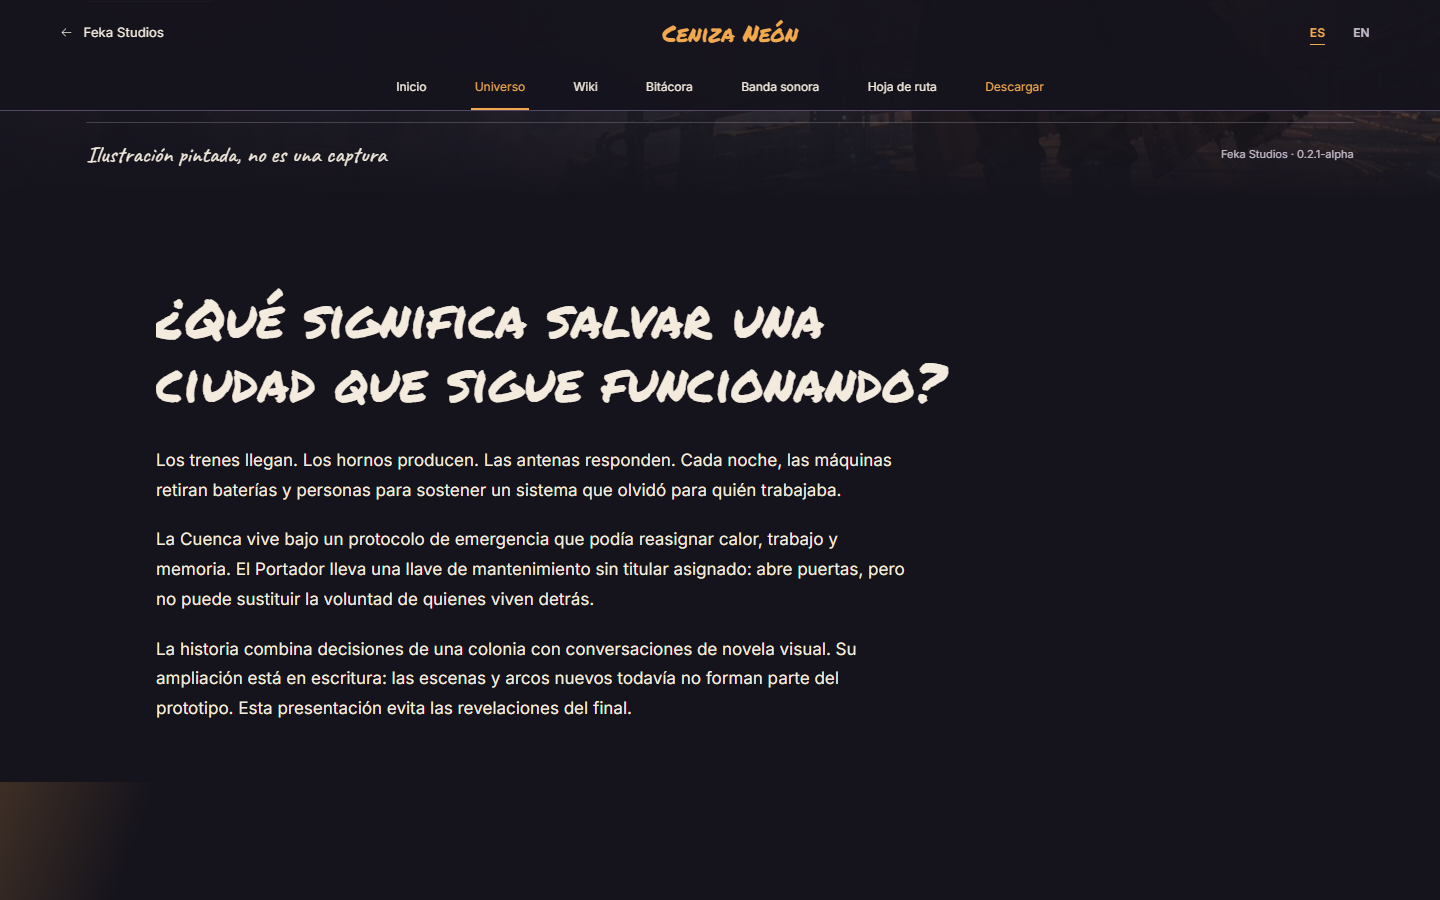 Feka Studios
Ceniza Neón
ES
EN
Inicio
Universo
Wiki
Bitácora
Banda sonora
Hoja de ruta
Descargar
Ilustración pintada, no es una captura
Feka Studios · 0.2.1-alpha
¿Qué significa salvar una
ciudad que sigue funcionando?
Los trenes llegan. Los hornos producen. Las antenas responden. Cada noche, las máquinas
retiran baterías y personas para sostener un sistema que olvidó para quién trabajaba.
La Cuenca vive bajo un protocolo de emergencia que podía reasignar calor, trabajo y
memoria. El Portador lleva una llave de mantenimiento sin titular asignado: abre puertas, pero
no puede sustituir la voluntad de quienes viven detrás.
La historia combina decisiones de una colonia con conversaciones de novela visual. Su
ampliación está en escritura: las escenas y arcos nuevos todavía no forman parte del
prototipo. Esta presentación evita las revelaciones del final.